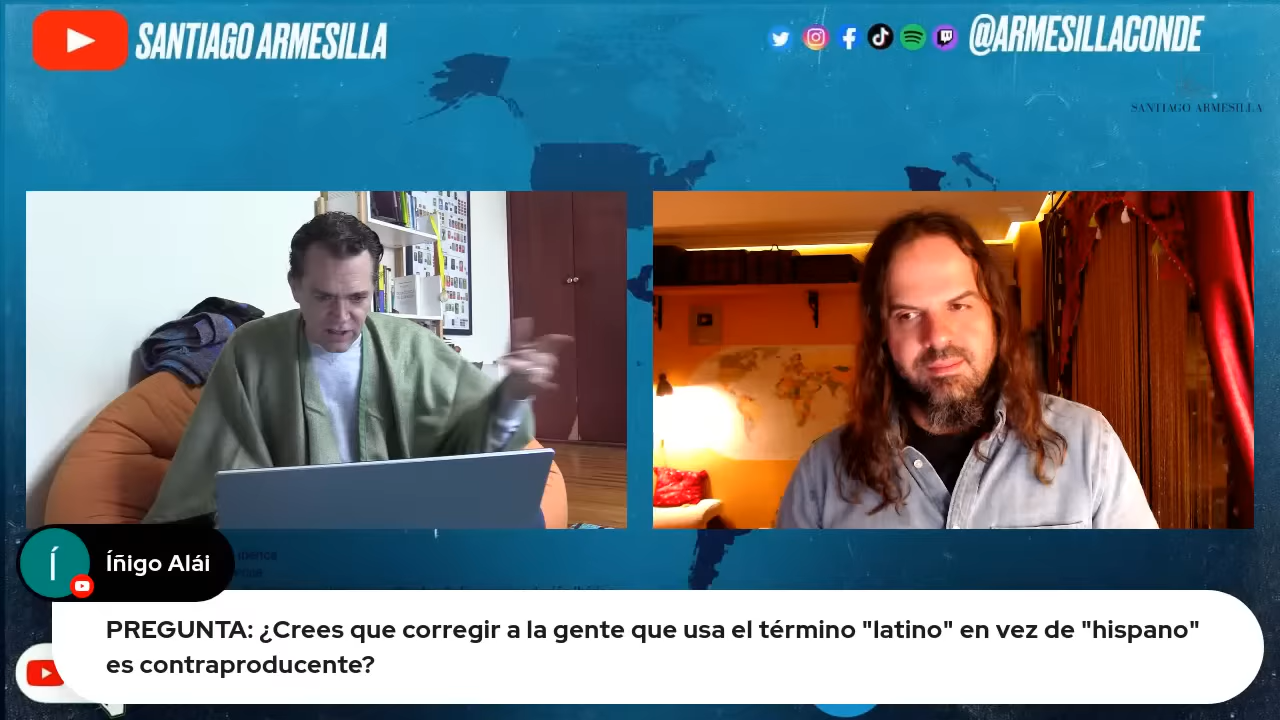 SANTIAGO ARMESILLA
@ARMESILLACONDE
SANTIAGO ARMESILLA
Í
Íñigo Alái
PREGUNTA: ¿Crees que corregir a la gente que usa el término "latino" en vez de "hispano"
es contraproducente?